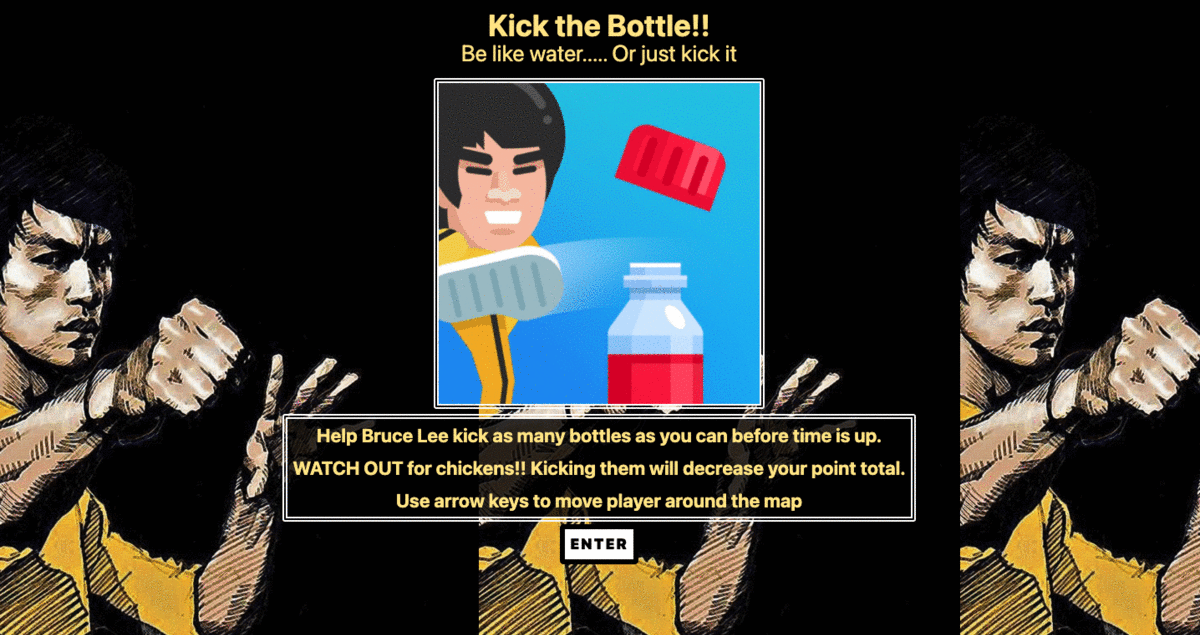 Kick the Bottle!!
Be like water..... Or just kick it
Help Bruce Lee kick as many bottles as you can before time is up.
WATCH OUT for chickens!! Kicking them will decrease your point total.
Use arrow keys to move player around the map
ENTER